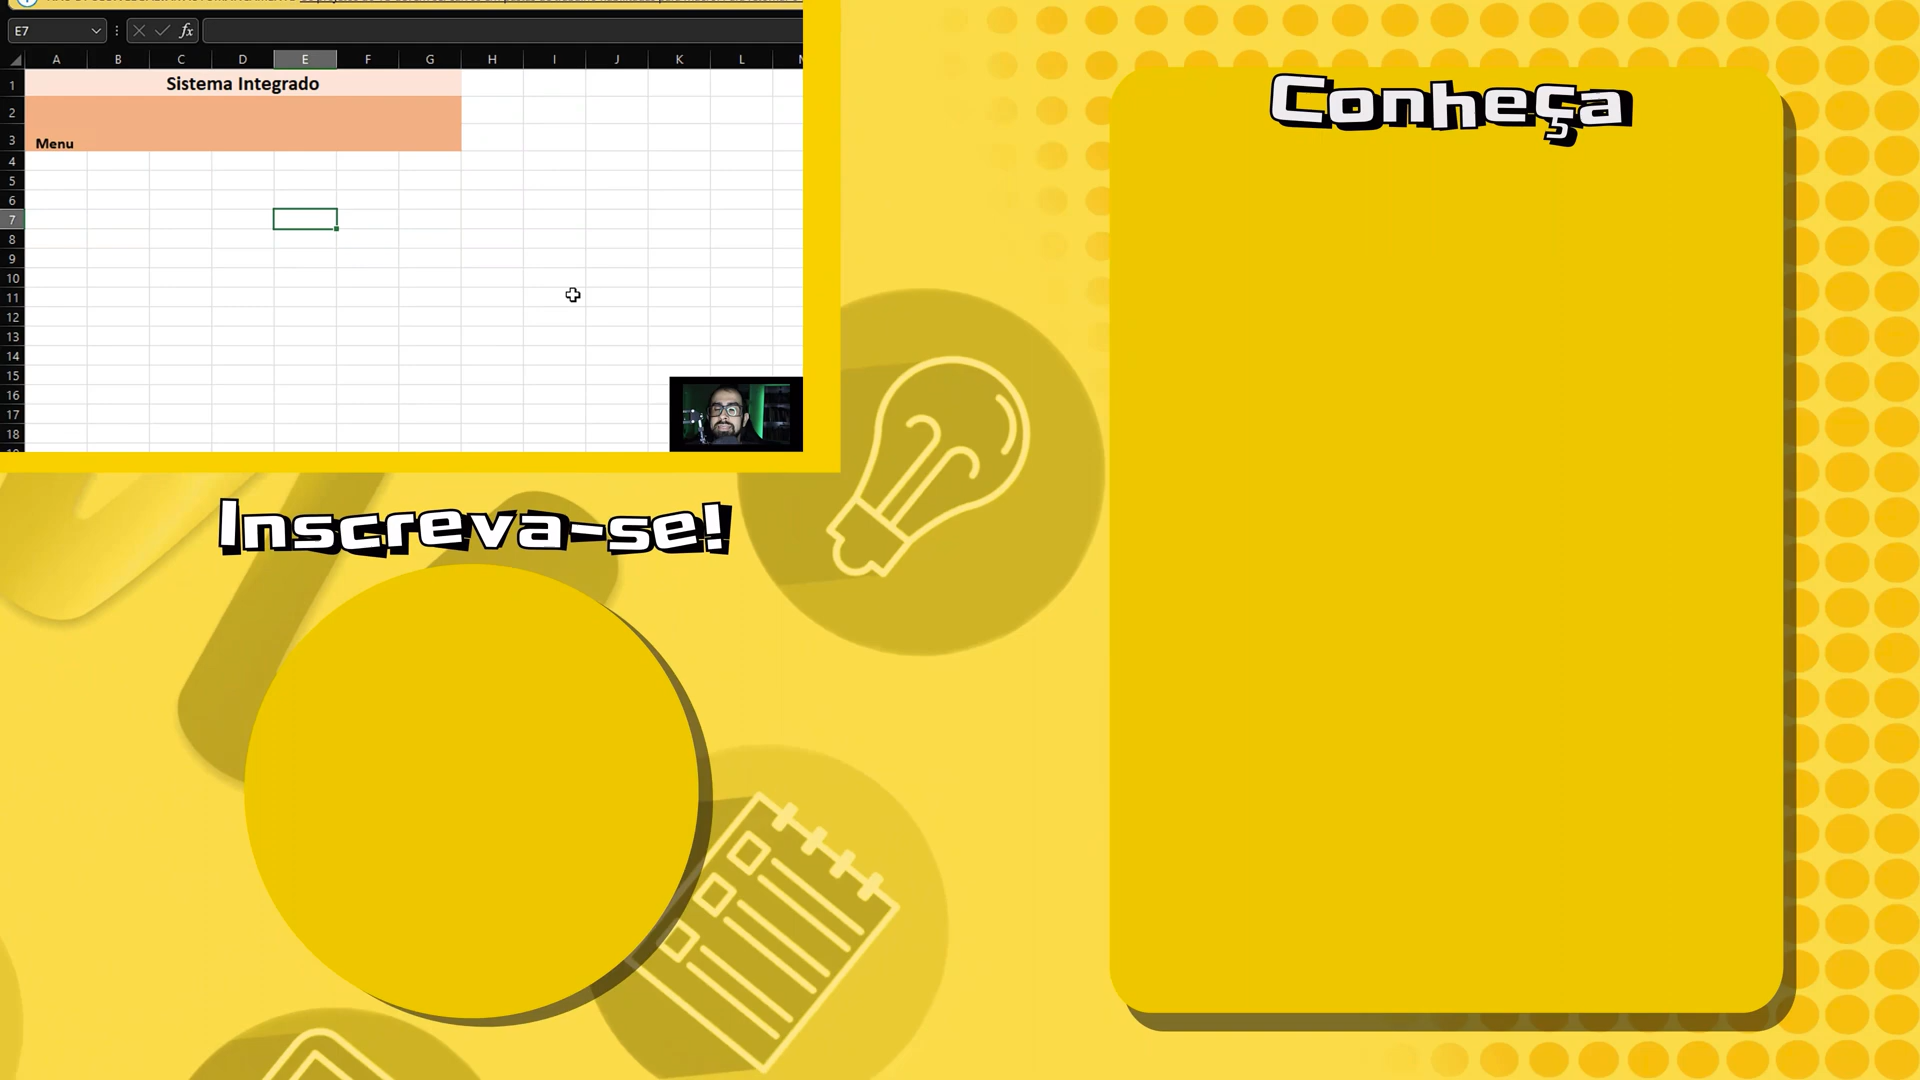 E7
fx
A B C D E F G H I J K L
1 Sistema Integrado
2
3 Menu
4
5
6
7
8
9
10
11
12
13
14
15
16
17
18
Inscreva-se!
Conheça